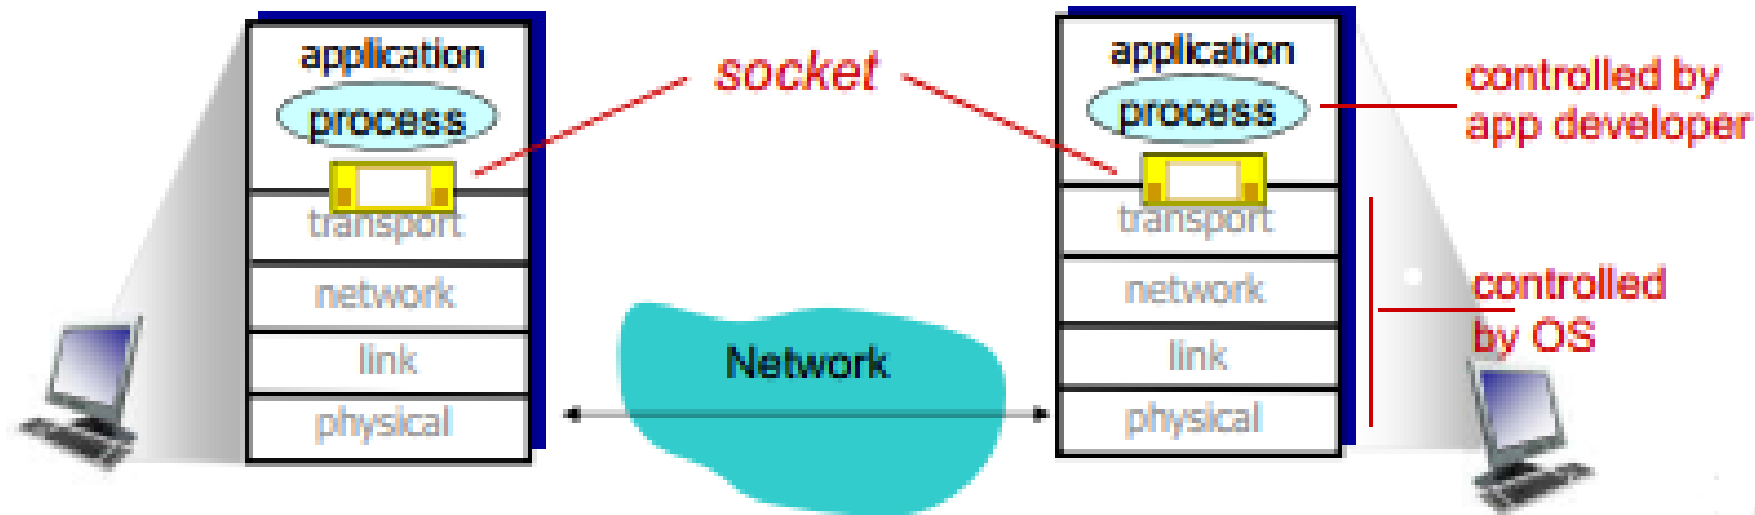 application
process
transport
network
link
physical
socket
Network
application
process
transport
network
link
physical
controlled by
app developer
controlled
by OS